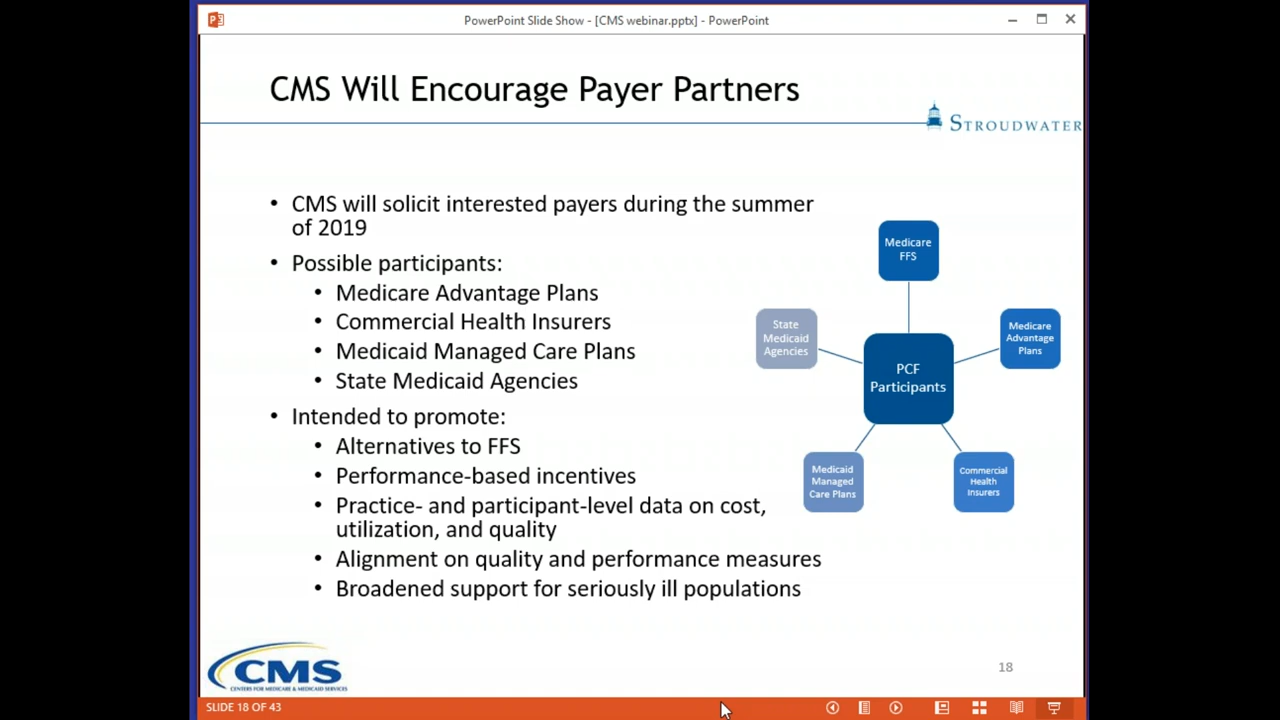 PowerPoint Slide Show - [CMS webinar.pptx] - PowerPoint
CMS Will Encourage Payer Partners
STROUDWATER
• CMS will solicit interested payers during the summer
of 2019
• Possible participants:
• Medicare Advantage Plans
• Commercial Health Insurers
• Medicaid Managed Care Plans
• State Medicaid Agencies
• Intended to promote:
• Alternatives to FFS
• Performance-based incentives
• Practice- and participant-level data on cost,
utilization, and quality
• Alignment on quality and performance measures
• Broadened support for seriously ill populations
Medicare
FFS
State
Medicaid
Agencies
Medicare
Advantage
Plans
PCF
Participants
Medicaid
Managed
Care Plans
Commercial
Health
Insurers
CMS
CENTERS FOR MEDICARE & MEDICAID SERVICES
18
SLIDE 18 OF 43